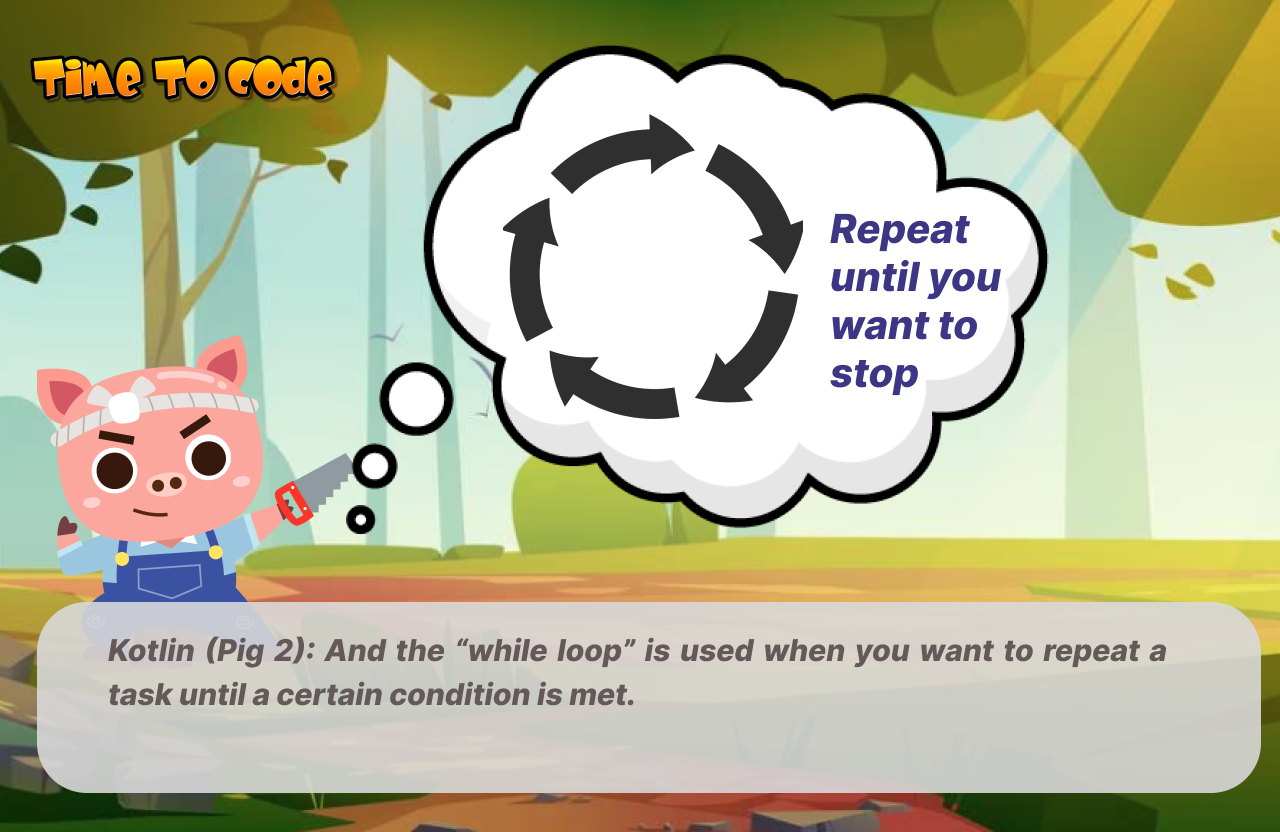 Time To Code
Repeat
until you
want to
stop
Kotlin (Pig 2): And the “while loop” is used when you want to repeat a
task until a certain condition is met.